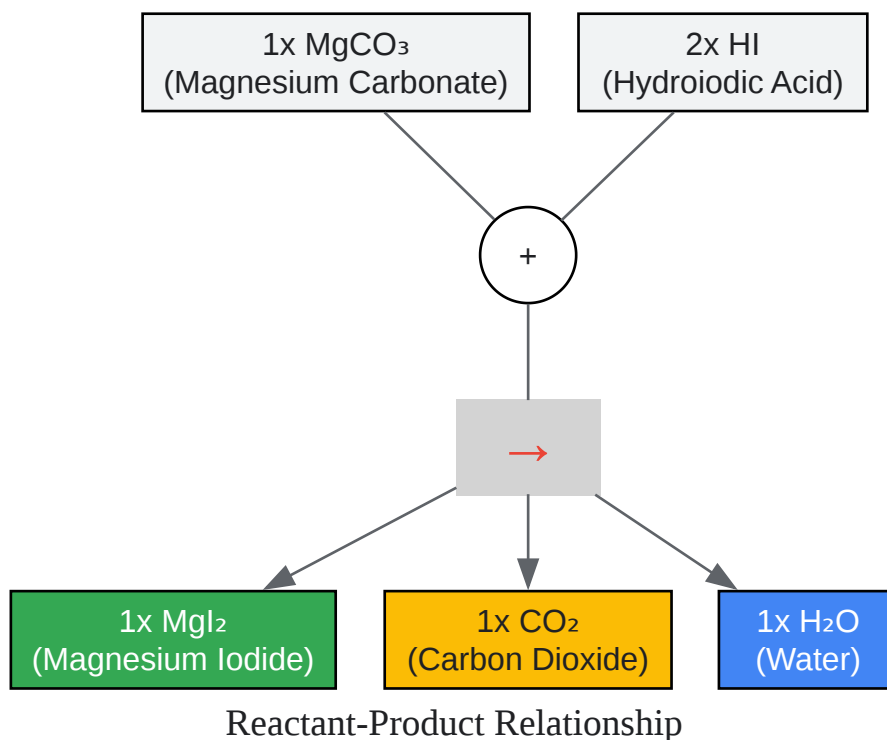 1x MgCO₃
(Magnesium Carbonate)
2x HI
(Hydroiodic Acid)
+
→
1x MgI₂
(Magnesium Iodide)
1x CO₂
(Carbon Dioxide)
1x H₂O
(Water)
Reactant-Product Relationship